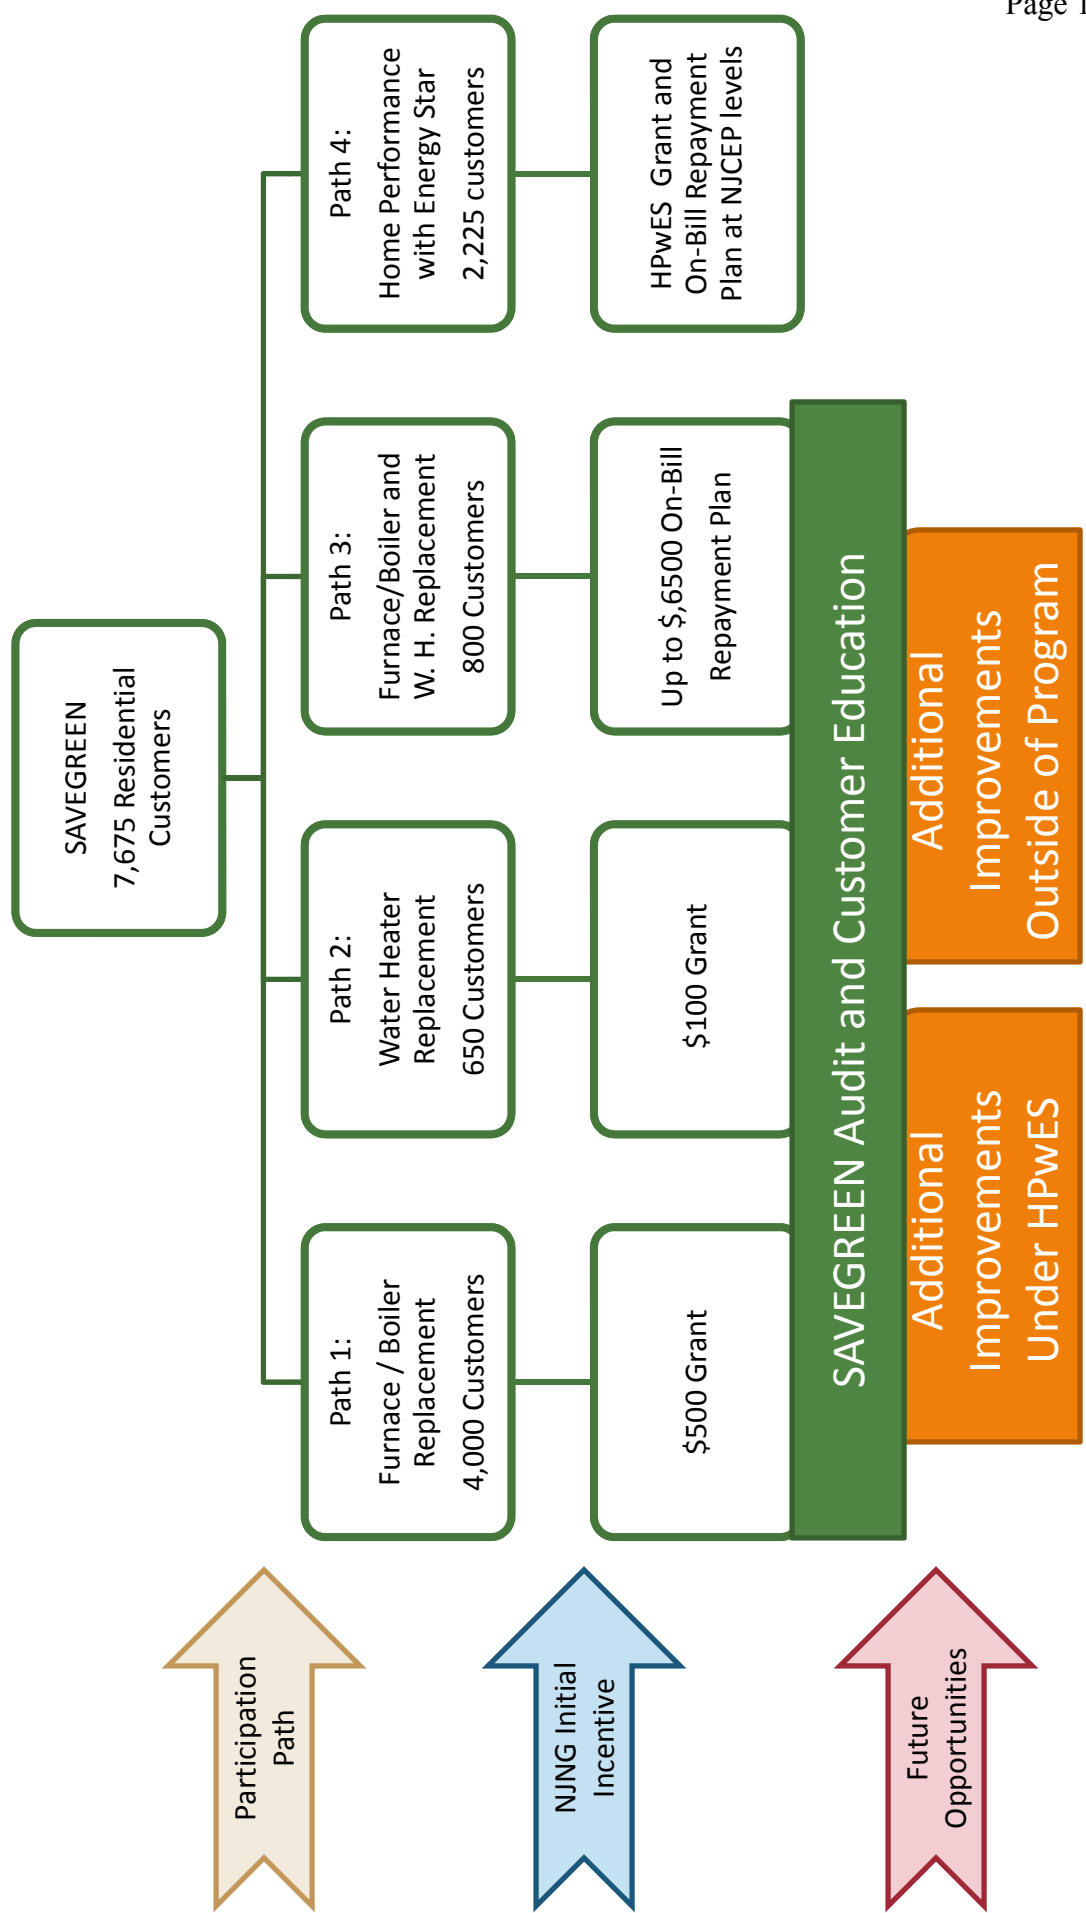 Page 1
SAVEGREEN
7,675 Residential
Customers
Participation
Path
Path 1:
Furnace / Boiler
Replacement
4,000 Customers
Path 2:
Water Heater
Replacement
650 Customers
Path 3:
Furnace/Boiler and
W. H. Replacement
800 Customers
Path 4:
Home Performance
with Energy Star
2,225 customers
NJNG Initial
Incentive
$500 Grant
$100 Grant
Up to $,6500 On-Bill
Repayment Plan
HPwES  Grant and
On-Bill Repayment
Plan at NJCEP levels
SAVEGREEN Audit and Customer Education
Future
Opportunities
Additional
Improvements
Under HPwES
Additional
Improvements
Outside of Program